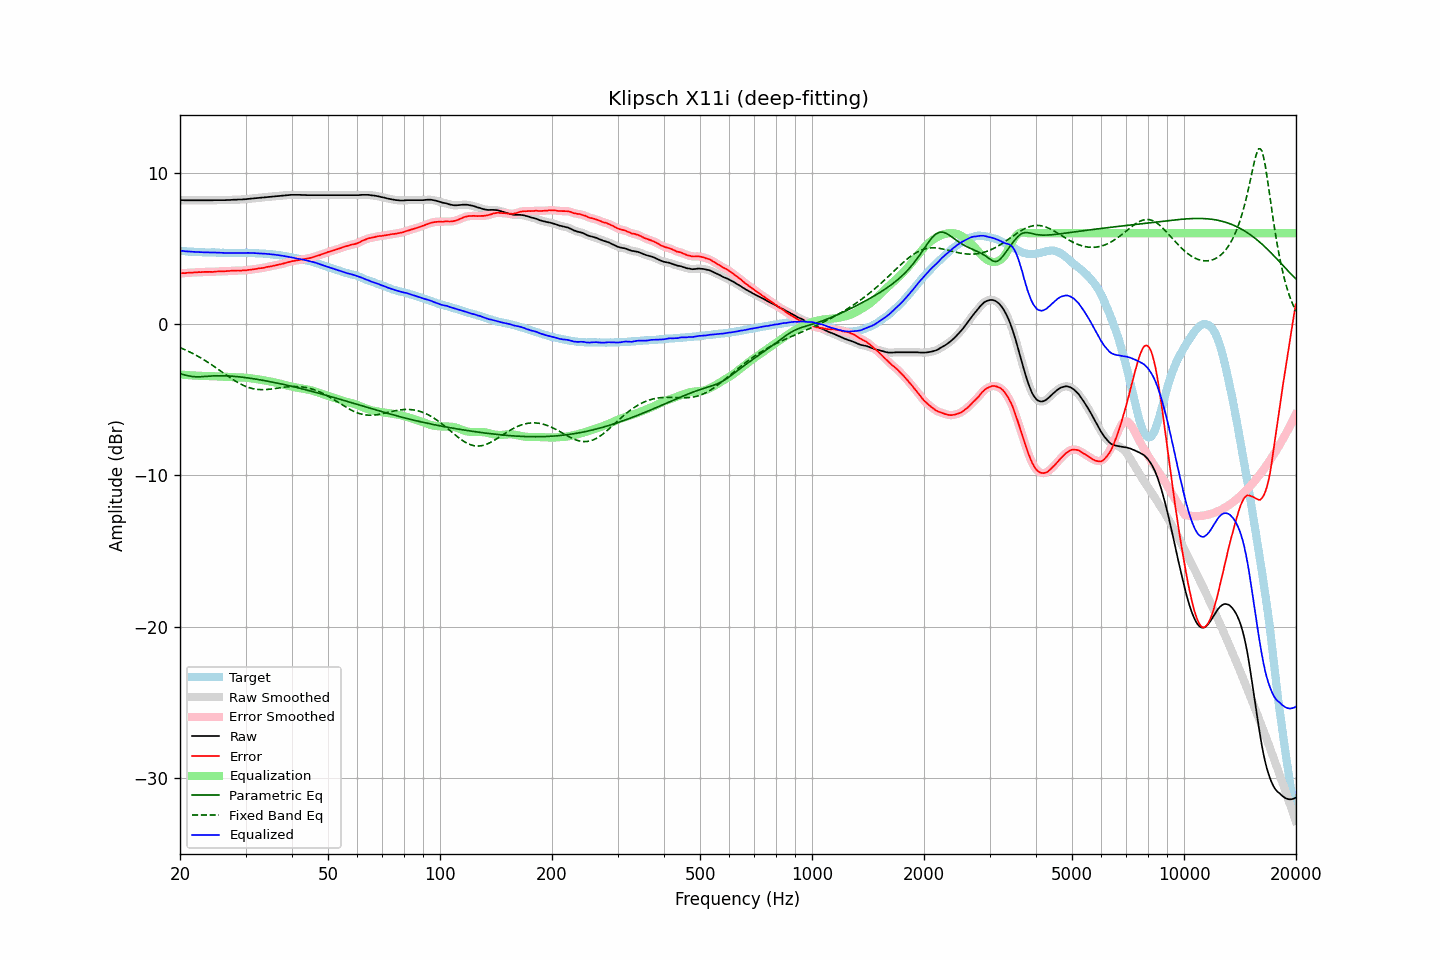 Klipsch X11i (deep-fitting)
Amplitude (dBr)
10
0
−10
−20
−30
Target
Raw Smoothed
Error Smoothed
Raw
Error
Equalization
Parametric Eq
Fixed Band Eq
Equalized
20 50 100 200 500 1000 2000 5000 10000 20000
Frequency (Hz)